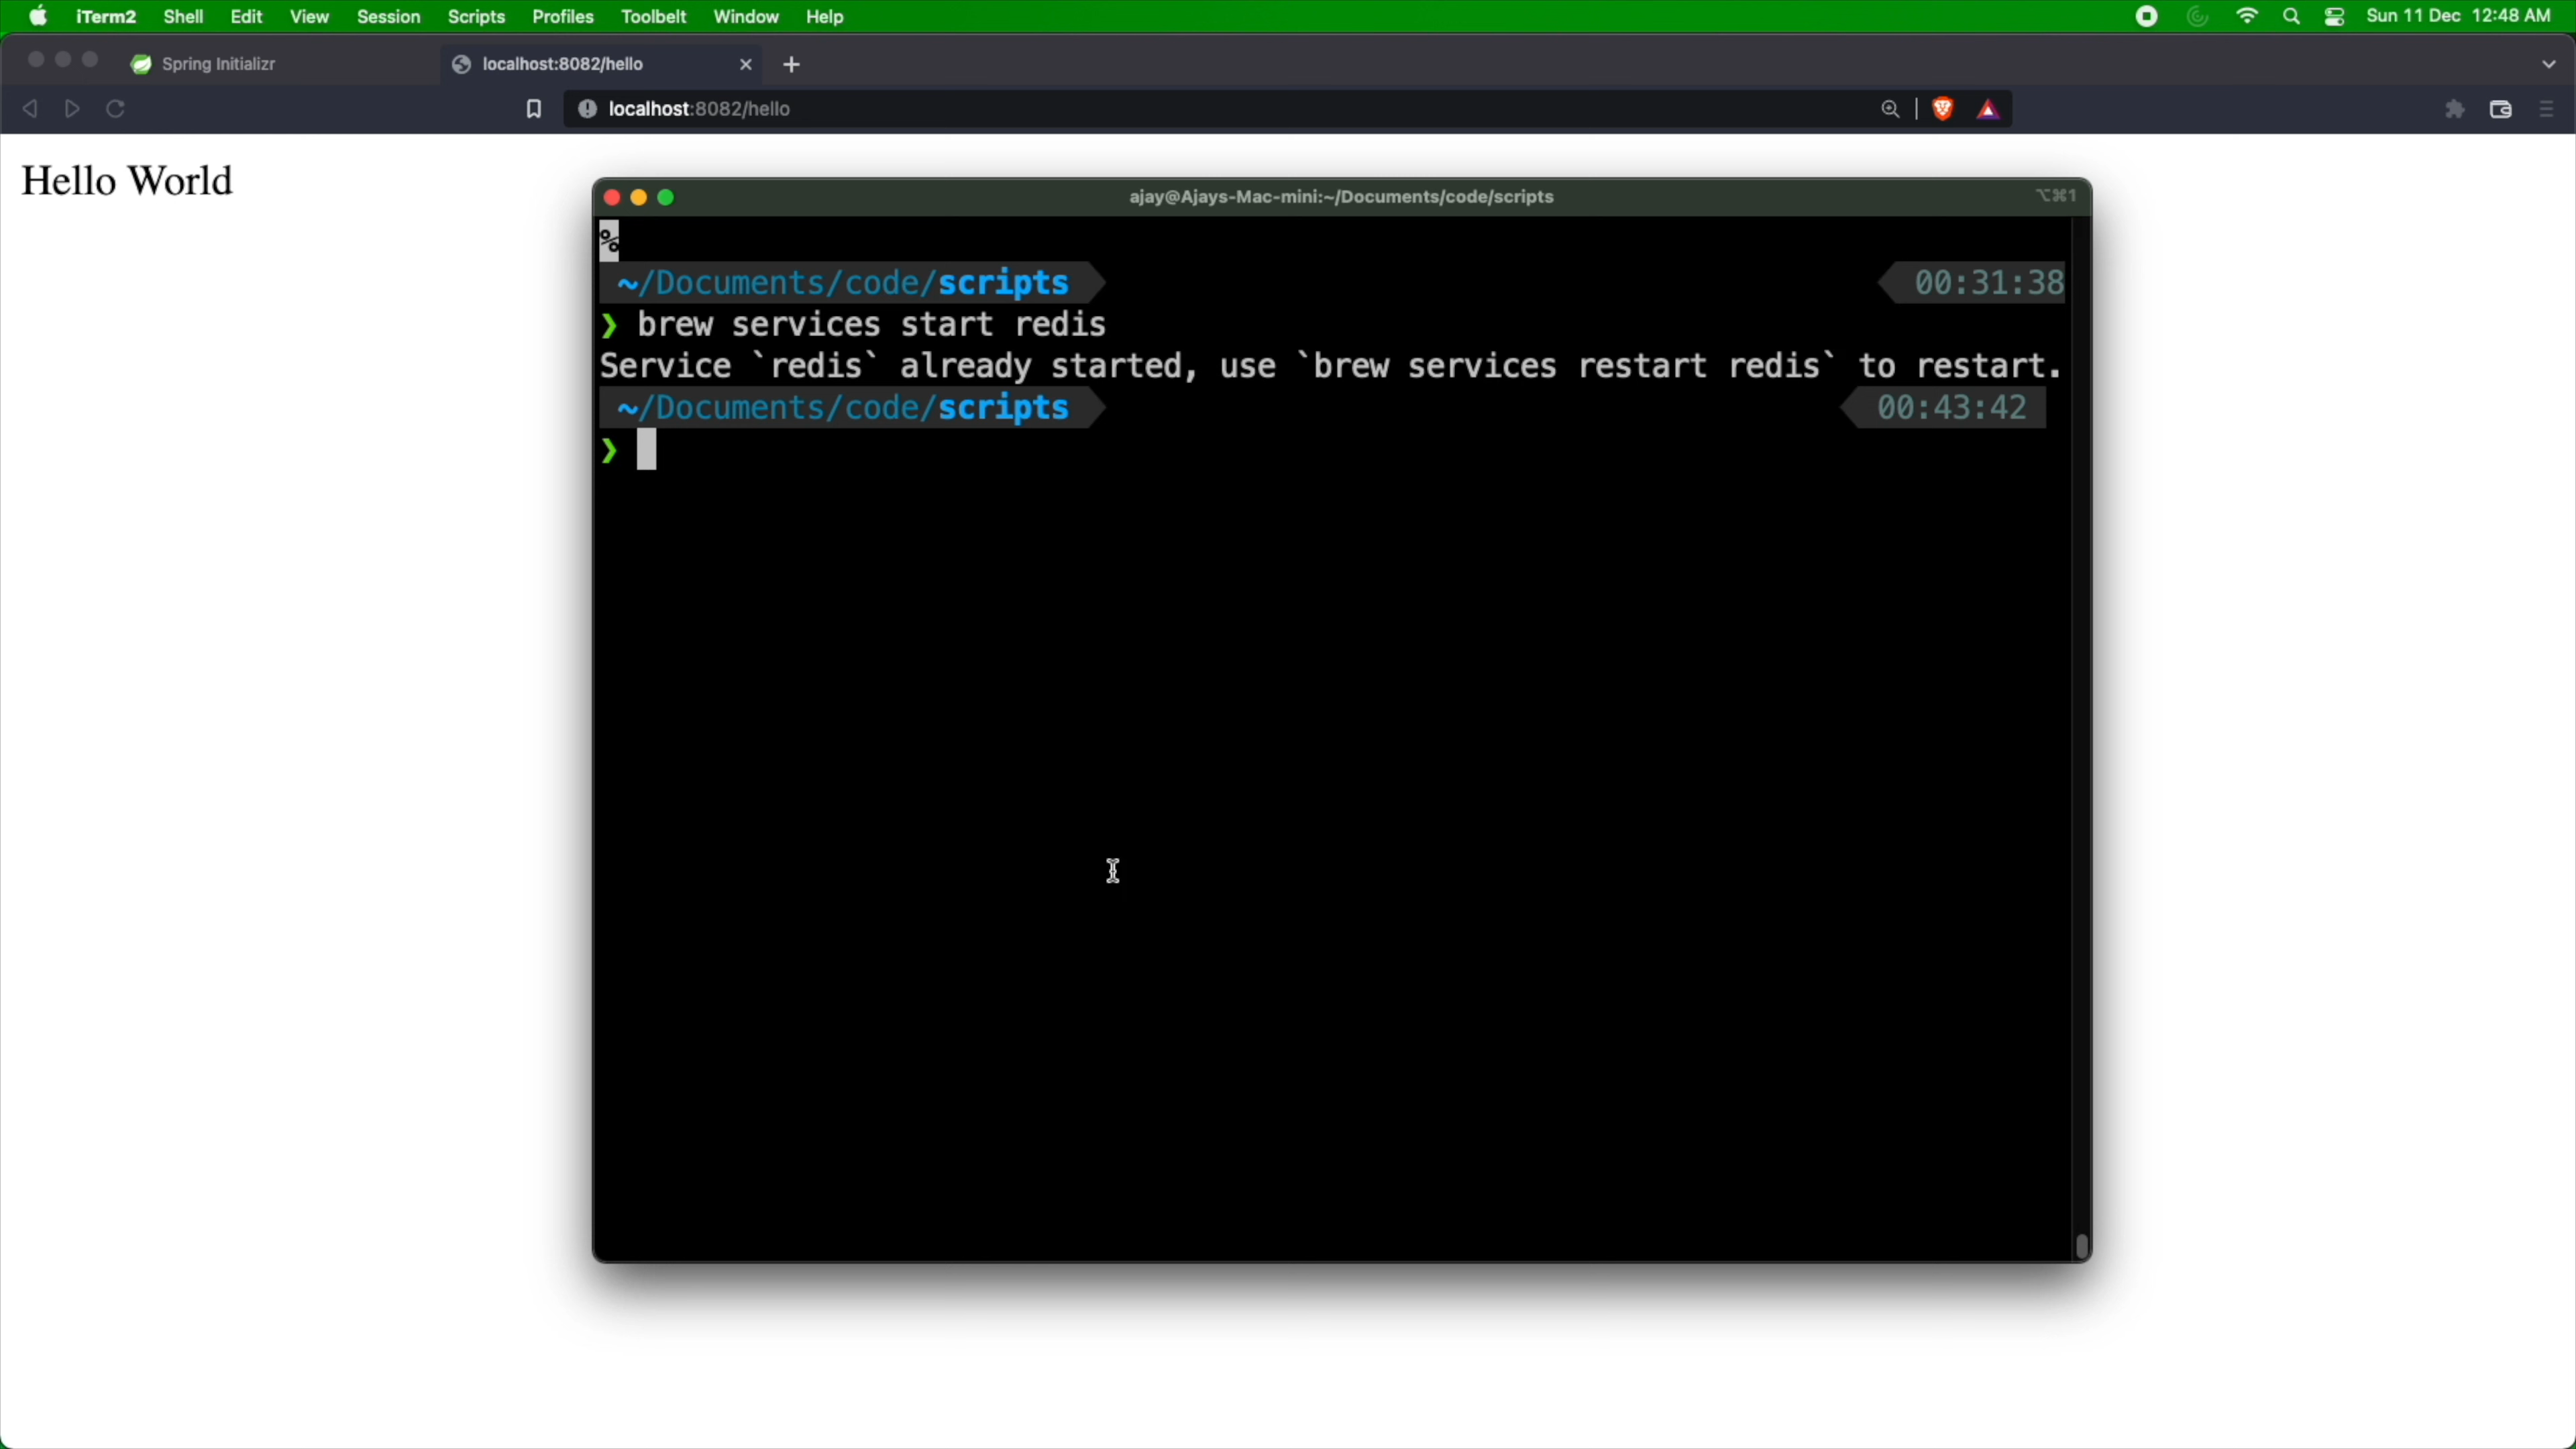 iTerm2 Shell Edit View Session Scripts Profiles Toolbelt Window Help Sun 11 Dec 12:48 AM
Spring Initializr localhost:8082/hello
localhost:8082/hello
Hello World
ajay@Ajays-Mac-mini:~/Documents/code/scripts ⌥⌘1
%
~/Documents/code/scripts 00:31:38
❯ brew services start redis
Service `redis` already started, use `brew services restart redis` to restart.
~/Documents/code/scripts 00:43:42
❯